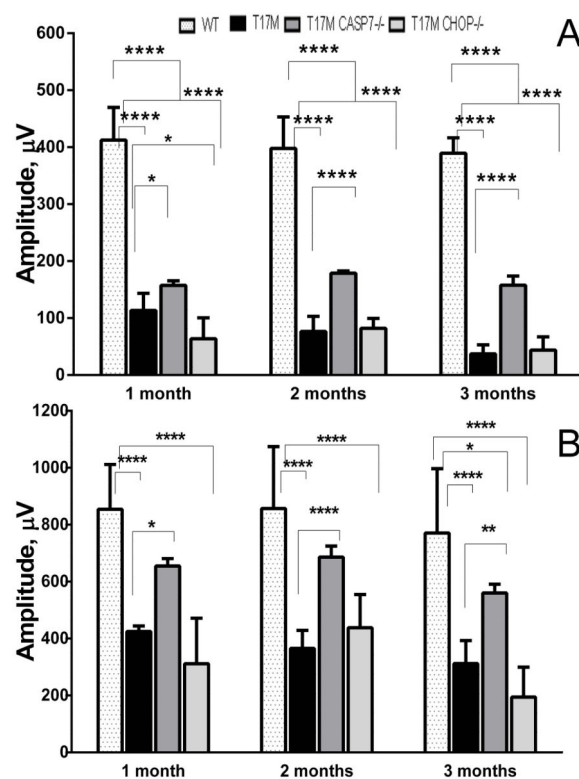 WT T17M T17M CASP7-/- T17M CHOP-/-
A
600
500
400
300
200
100
0
Amplitude, μV
**** **** ****
**** **** ****
**** **** ****
*
* **** ****
1 month 2 months 3 months
B
1200
1000
800
600
400
200
0
Amplitude, μV
**** **** ****
*
**** **** ****
* **** **
1 month 2 months 3 months